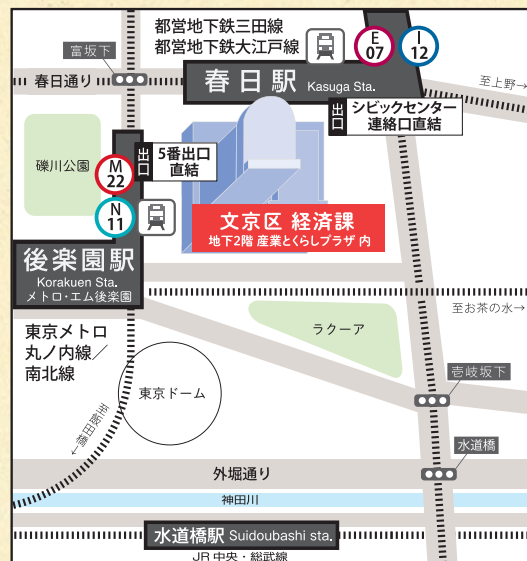 都営地下鉄三田線
都営地下鉄大江戸線
E
07
I
12
富坂下
春日通り
春日駅 Kasuga Sta.
至上野→
出口
シビックセンター
連絡口直結
礫川公園
出口
5番出口
直結
M
22
N
11
文京区 経済課
地下2階 産業とくらしプラザ 内
後楽園駅
Korakuen Sta.
メトロ・エム後楽園
至お茶の水→
東京メトロ
丸ノ内線／
南北線
ラクーア
壱岐坂下
東京ドーム
至飯田橋→
水道橋
外堀通り
神田川
水道橋駅 Suidoubashi sta.
JR 中央・総武線